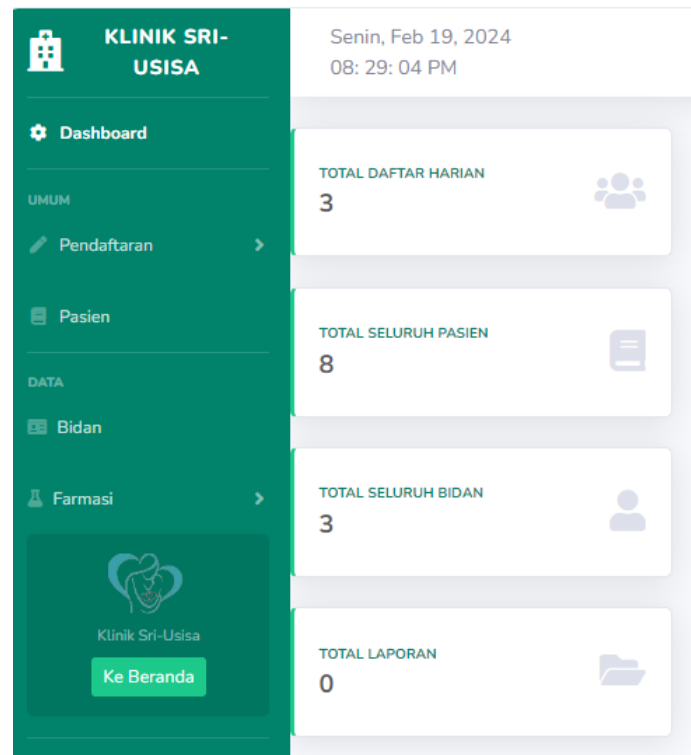 KLINIK SRI-
USISA
Dashboard
UMUM
Pendaftaran
Pasien
DATA
Bidan
Farmasi
Klinik Sri-Usisa
Ke Beranda
Senin, Feb 19, 2024
08: 29: 04 PM
TOTAL DAFTAR HARIAN
3
TOTAL SELURUH PASIEN
8
TOTAL SELURUH BIDAN
3
TOTAL LAPORAN
0